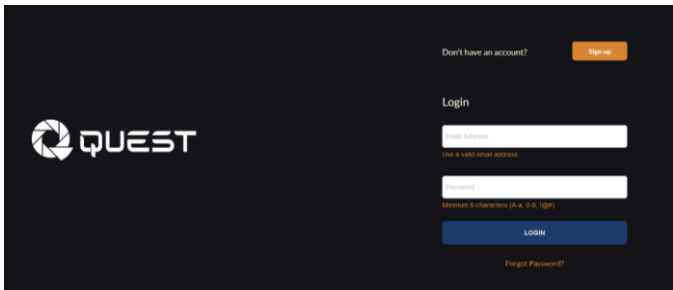 Don't have an account?
Sign up
QUEST
Login
Email Address
Use a valid email address
Password
Minimum 8-characters (A-a, 0-9, !@#)
LOGIN
Forgot Password?